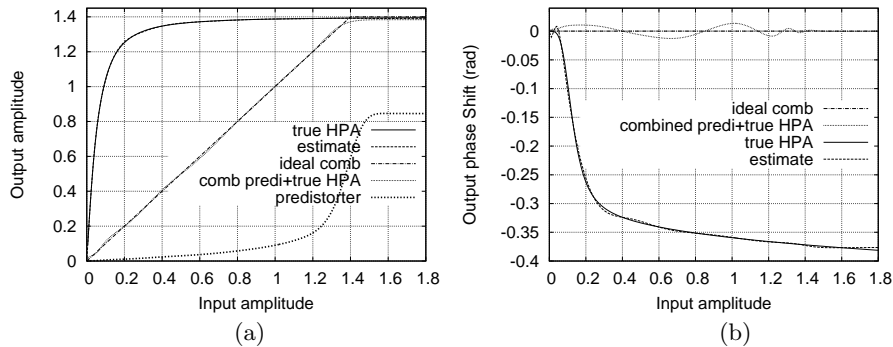 Output amplitude
1.4
1.2
1
0.8
0.6
0.4
0.2
0
0 0.2 0.4 0.6 0.8 1.0 1.2 1.4 1.6 1.8
Input amplitude
true HPA
estimate
ideal comb
comb predi+true HPA
predistorter
(a)
Output phase Shift (rad)
0
-0.05
-0.1
-0.15
-0.2
-0.25
-0.3
-0.35
-0.4
0 0.2 0.4 0.6 0.8 1 1.2 1.4 1.6 1.8
Input amplitude
ideal comb
combined predi+true HPA
true HPA
estimate
(b)